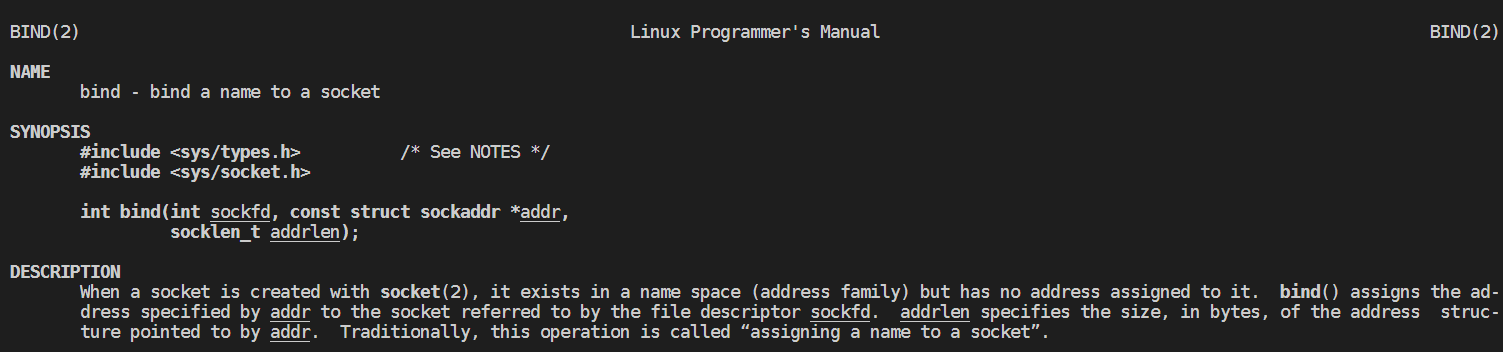 BIND(2) Linux Programmer's Manual BIND(2)
NAME
bind - bind a name to a socket
SYNOPSIS
#include <sys/types.h> /* See NOTES */
#include <sys/socket.h>
int bind(int sockfd, const struct sockaddr *addr,
socklen_t addrlen);
DESCRIPTION
When a socket is created with socket(2), it exists in a name space (address family) but has no address assigned to it. bind() assigns the ad-
dress specified by addr to the socket referred to by the file descriptor sockfd. addrlen specifies the size, in bytes, of the address struc-
ture pointed to by addr. Traditionally, this operation is called “assigning a name to a socket”.